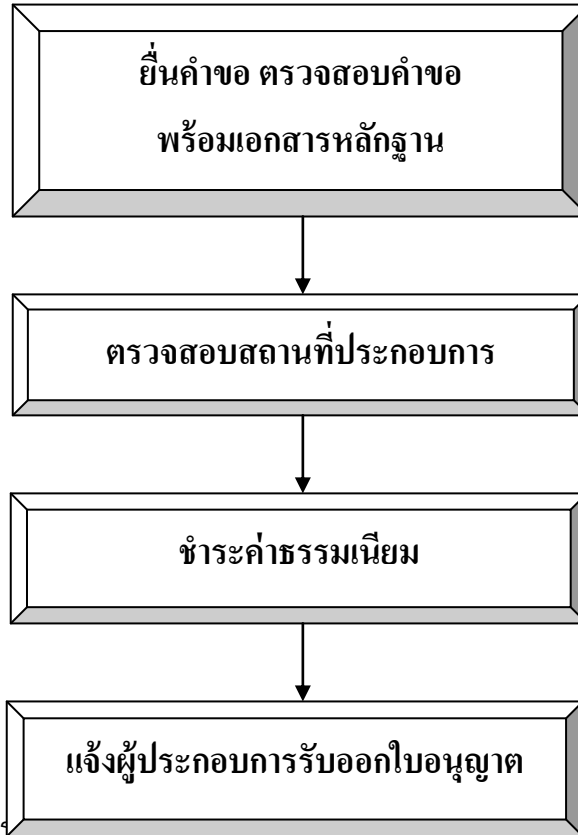 ยื่นคำขอ ตรวจสอบคำขอ
พร้อมเอกสารหลักฐาน
ตรวจสอบสถานที่ประกอบการ
ชำระค่าธรรมเนียม
แจ้งผู้ประกอบการรับออกใบอนุญาต